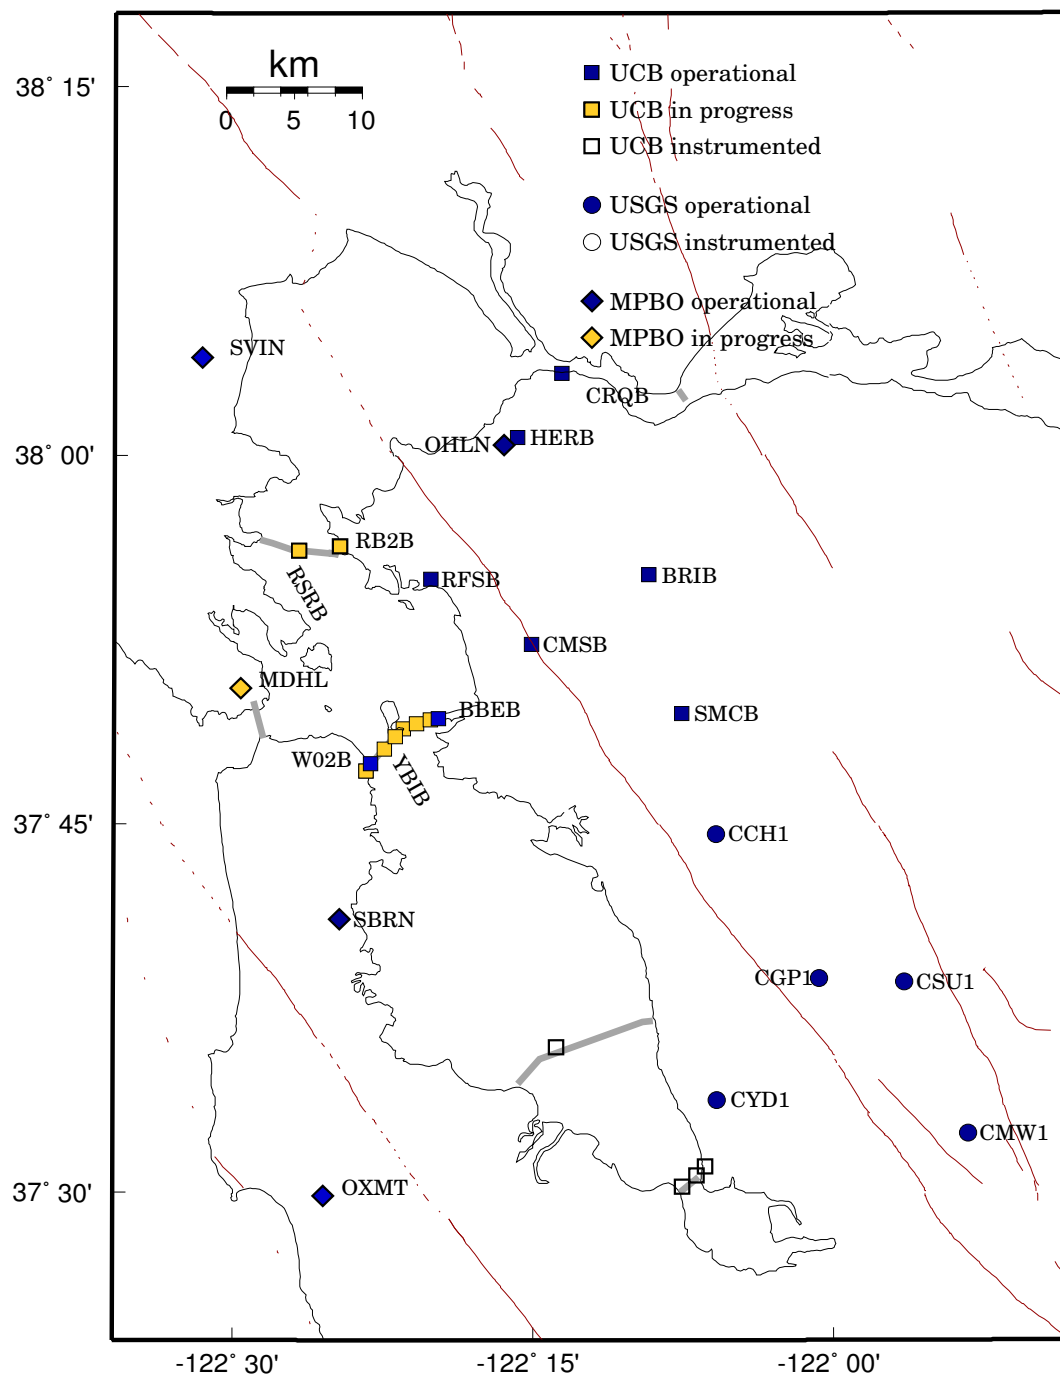 km
0 5 10
UCB operational
UCB in progress
UCB instrumented
USGS operational
USGS instrumented
MPBO operational
MPBO in progress
38° 15'
38° 00'
37° 45'
37° 30'
SVIN
CRQB
OHLN
HERB
RB2B
RSRB
RFSB
BRIB
CMSB
MDHL
BBEB
SMCB
W02B
YBIB
CCH1
SBRN
CGP1
CSU1
CYD1
CMW1
OXMT
-122° 30'
-122° 15'
-122° 00'